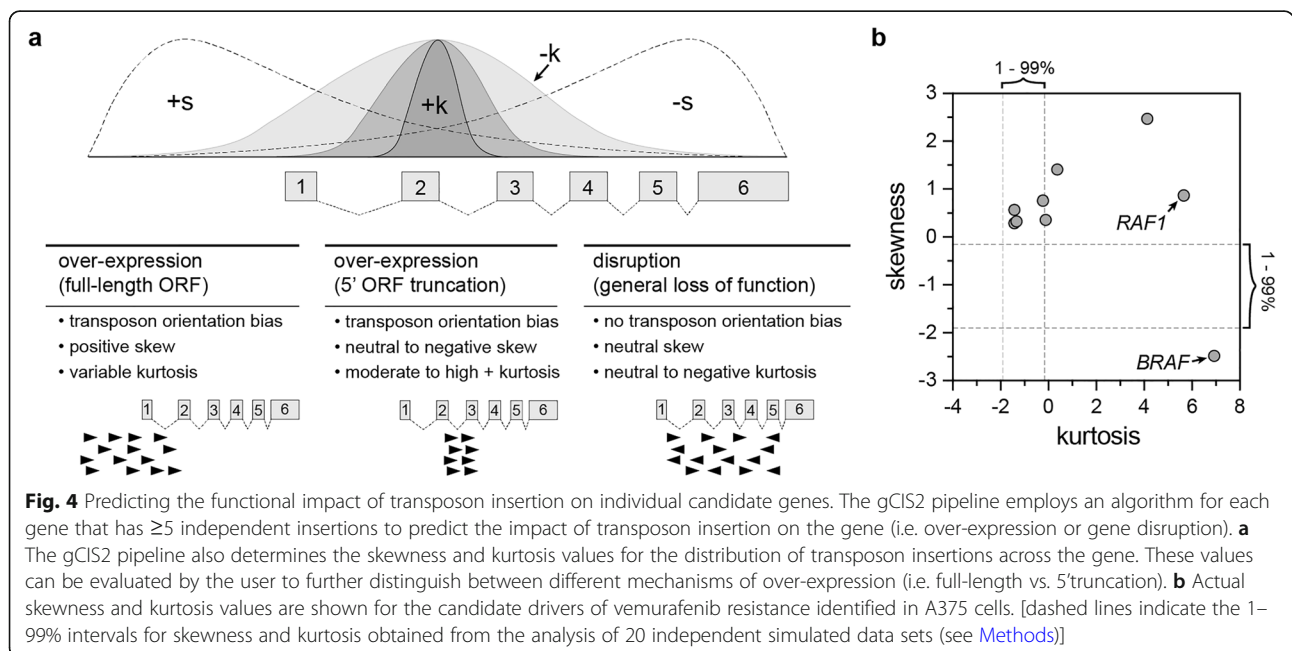 a
-k
+s
+k
-s
1 2 3 4 5 6
over-expression
(full-length ORF)
• transposon orientation bias
• positive skew
• variable kurtosis
1 2 3 4 5 6
over-expression
(5' ORF truncation)
• transposon orientation bias
• neutral to negative skew
• moderate to high + kurtosis
1 2 3 4 5 6
disruption
(general loss of function)
• no transposon orientation bias
• neutral skew
• neutral to negative kurtosis
1 2 3 4 5 6
b
1 - 99%
3
2
1
0
-1
-2
-3
skewness
RAF1
BRAF
1 - 99%
-4 -2 0 2 4 6 8
kurtosis
Fig. 4 Predicting the functional impact of transposon insertion on individual candidate genes. The gCIS2 pipeline employs an algorithm for each
gene that has ≥5 independent insertions to predict the impact of transposon insertion on the gene (i.e. over-expression or gene disruption). a
The gCIS2 pipeline also determines the skewness and kurtosis values for the distribution of transposon insertions across the gene. These values
can be evaluated by the user to further distinguish between different mechanisms of over-expression (i.e. full-length vs. 5'truncation). b Actual
skewness and kurtosis values are shown for the candidate drivers of vemurafenib resistance identified in A375 cells. [dashed lines indicate the 1–
99% intervals for skewness and kurtosis obtained from the analysis of 20 independent simulated data sets (see Methods)]